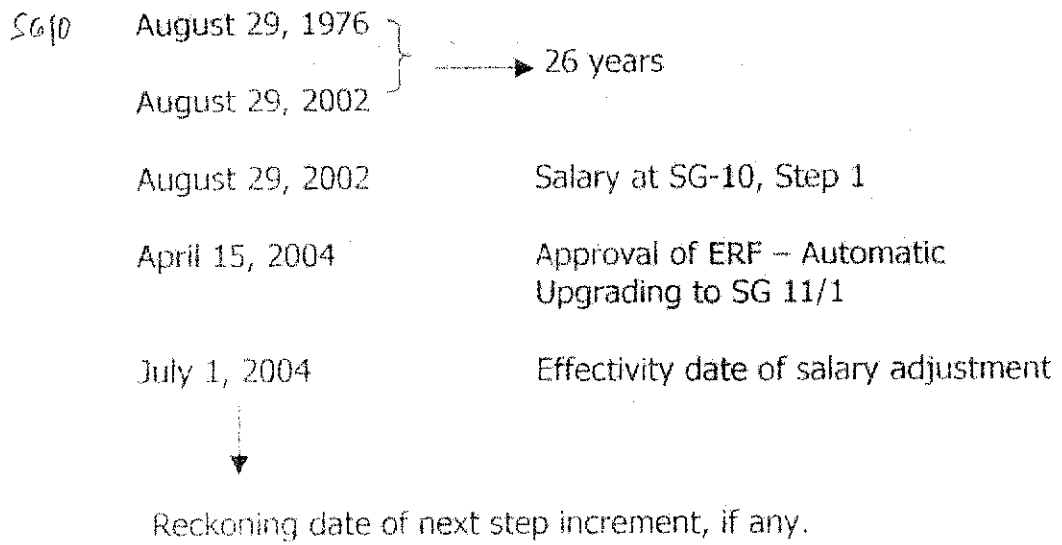 SG10 August 29, 1976
26 years
August 29, 2002
August 29, 2002 Salary at SG-10, Step 1
April 15, 2004 Approval of ERF – Automatic
Upgrading to SG 11/1
July 1, 2004 Effectivity date of salary adjustment
Reckoning date of next step increment, if any.